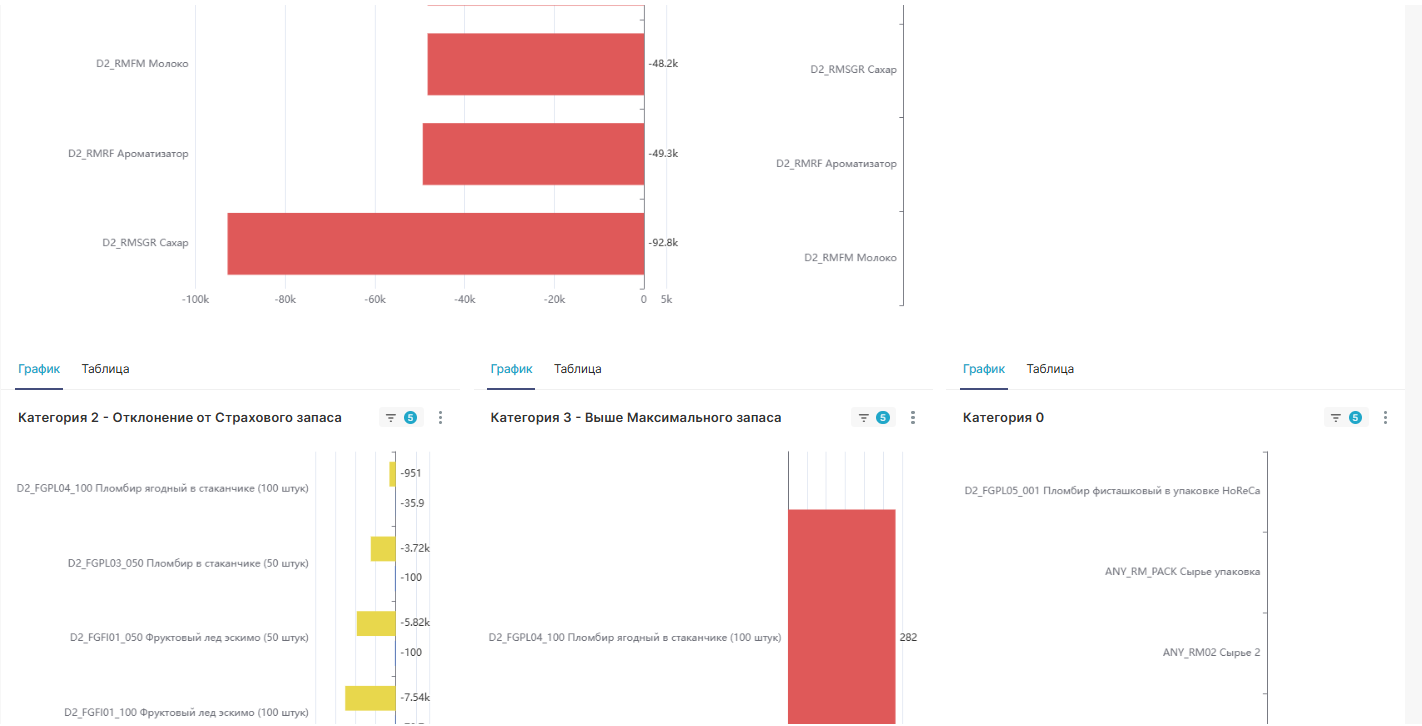 D2_RMFM Молоко
-48.2k
D2_RMSGR Сахар
D2_RMRF Ароматизатор
-49.3k
D2_RMRF Ароматизатор
D2_RMSGR Сахар
-92.8k
D2_RMFM Молоко
-100k -80k -60k -40k -20k 0 5k
График Таблица
График Таблица
График Таблица
Категория 2 - Отклонение от Страхового запаса 5
Категория 3 - Выше Максимального запаса 5
Категория 0 5
-951
D2_FGPL04_100 Пломбир ягодный в стаканчике (100 штук)
-35.9
-3.72k
D2_FGPL03_050 Пломбир в стаканчике (50 штук)
-100
-5.82k
D2_FGFI01_050 Фруктовый лед эскимо (50 штук)
-100
-7.54k
D2_FGFI01_100 Фруктовый лед эскимо (100 штук)
D2_FGPL04_100 Пломбир ягодный в стаканчике (100 штук)
282
D2_FGPL05_001 Пломбир фисташковый в упаковке HoReCa
ANY_RM_PACK Сырье упаковка
ANY_RM02 Сырье 2